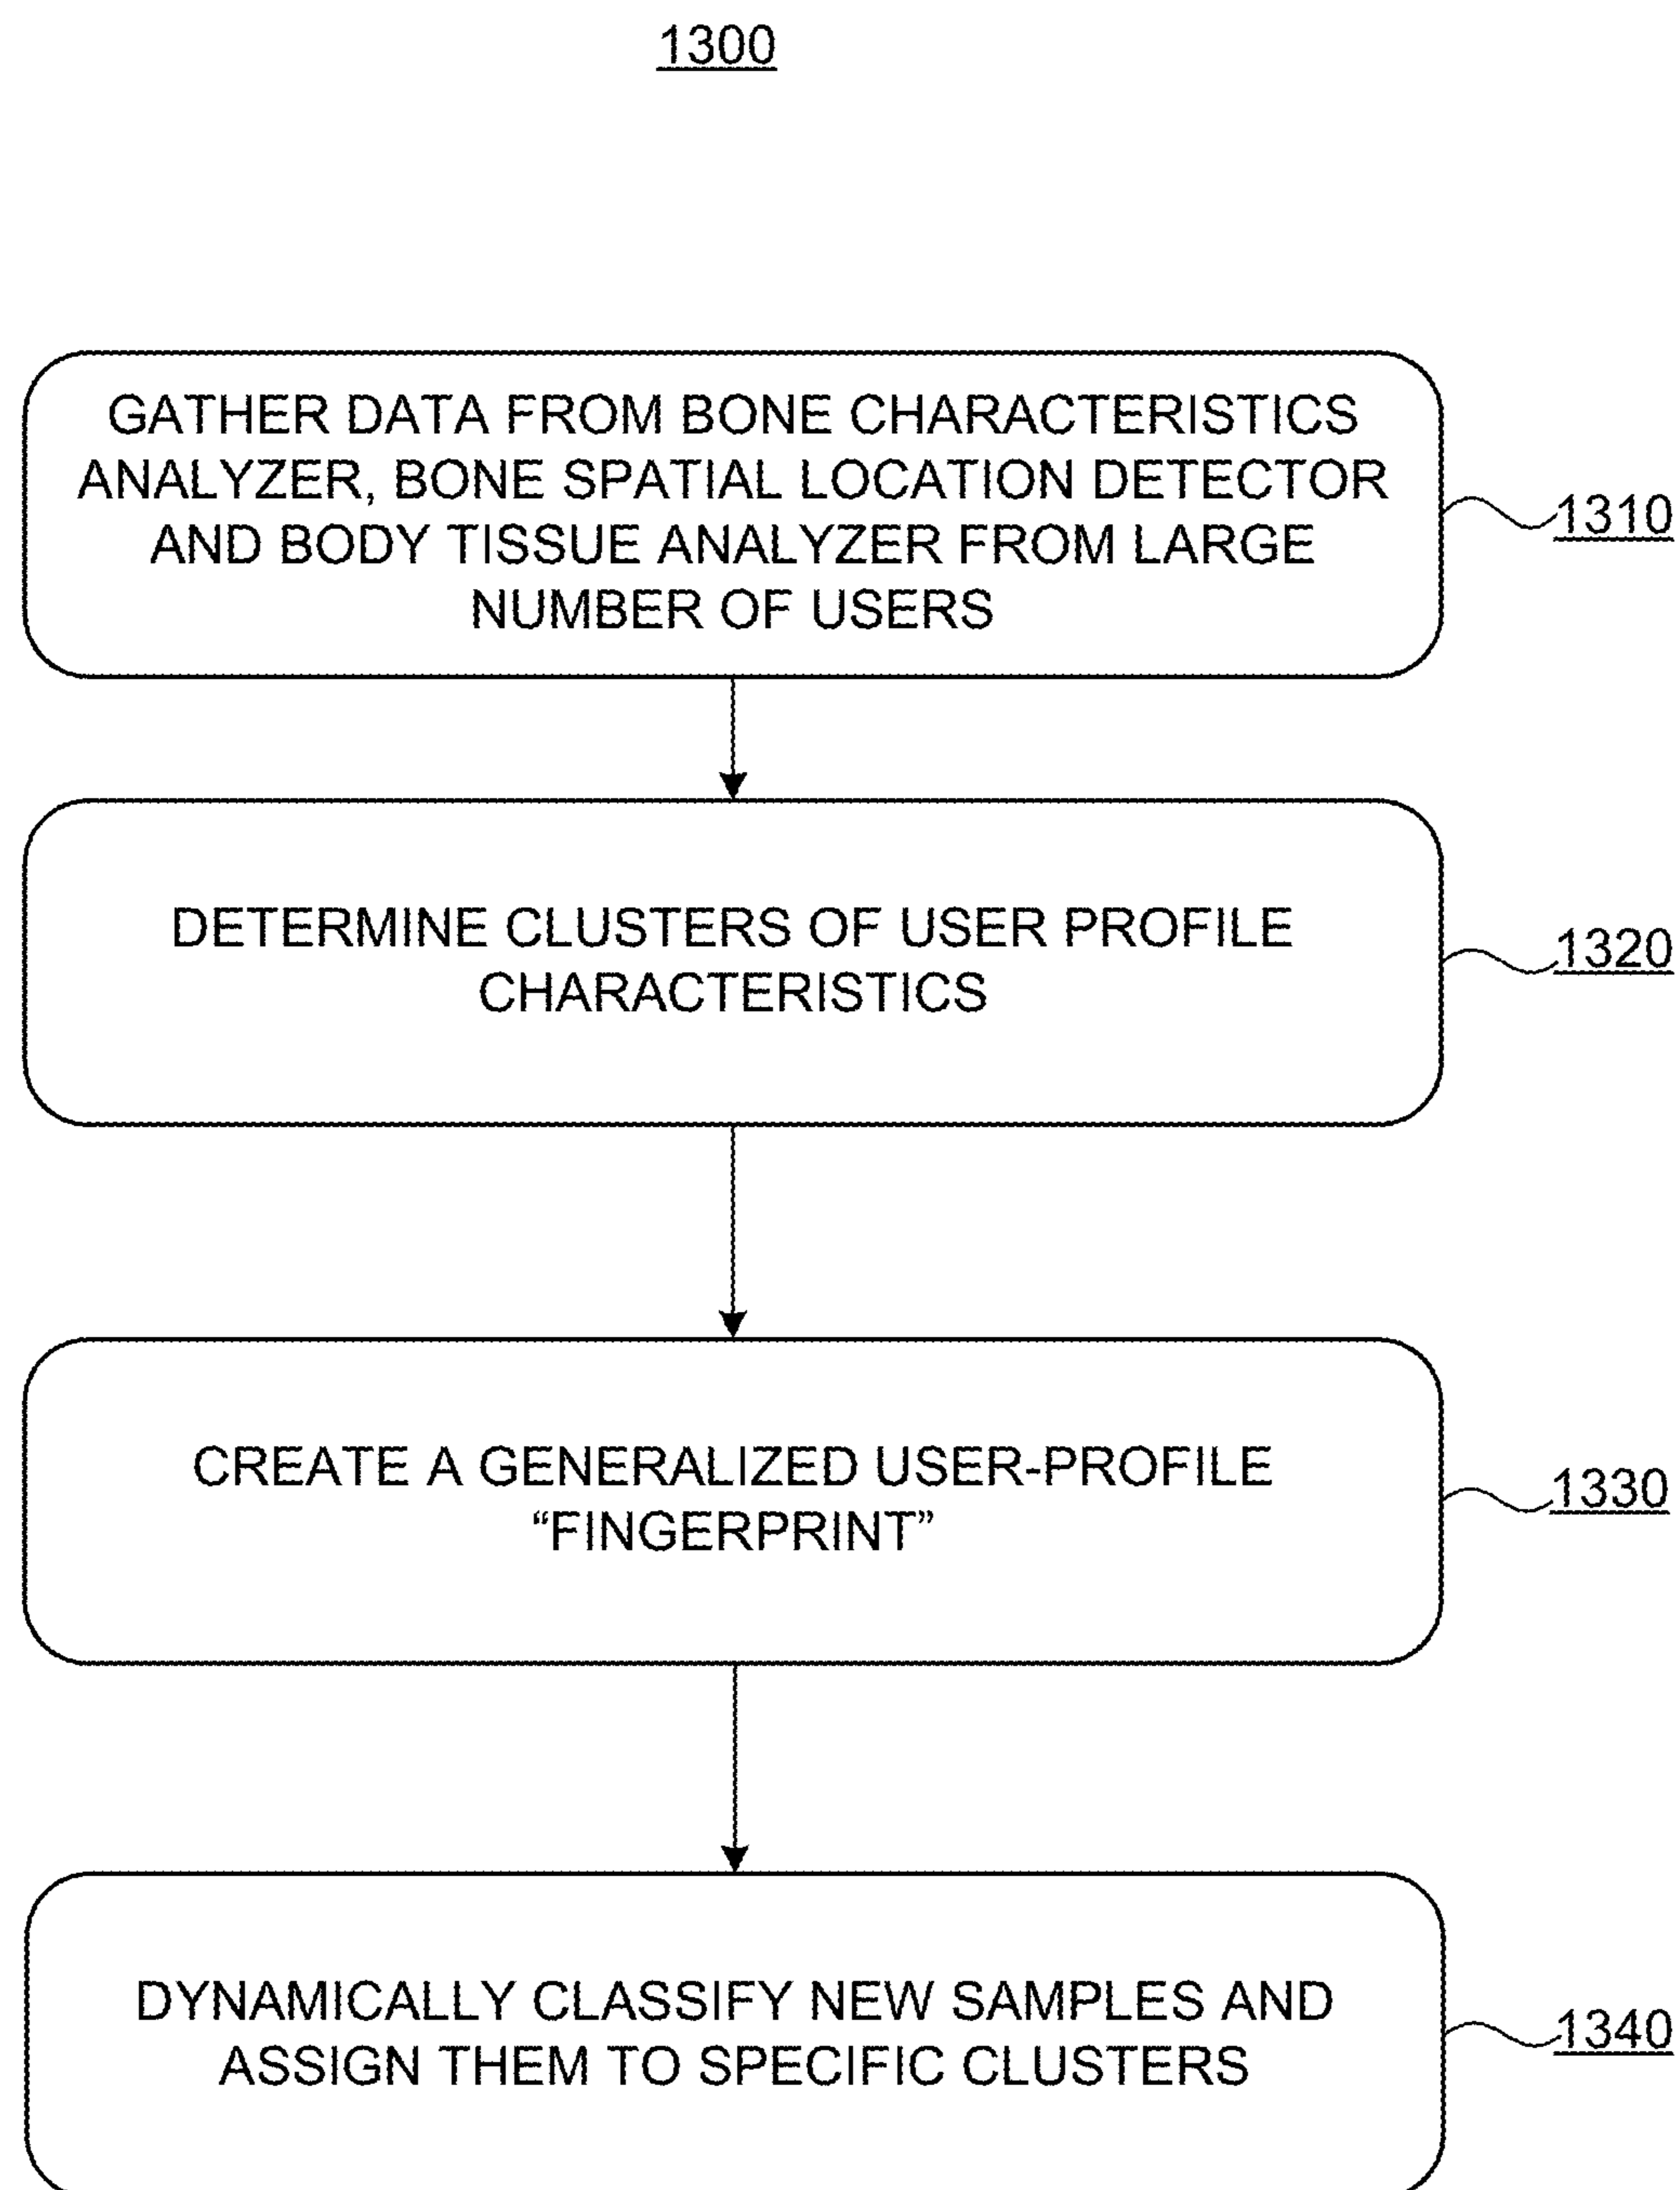 1300
GATHER DATA FROM BONE CHARACTERISTICS
ANALYZER, BONE SPATIAL LOCATION DETECTOR
AND BODY TISSUE ANALYZER FROM LARGE
NUMBER OF USERS
1310
DETERMINE CLUSTERS OF USER PROFILE
CHARACTERISTICS
1320
CREATE A GENERALIZED USER-PROFILE
“FINGERPRINT”
1330
DYNAMICALLY CLASSIFY NEW SAMPLES AND
ASSIGN THEM TO SPECIFIC CLUSTERS
1340